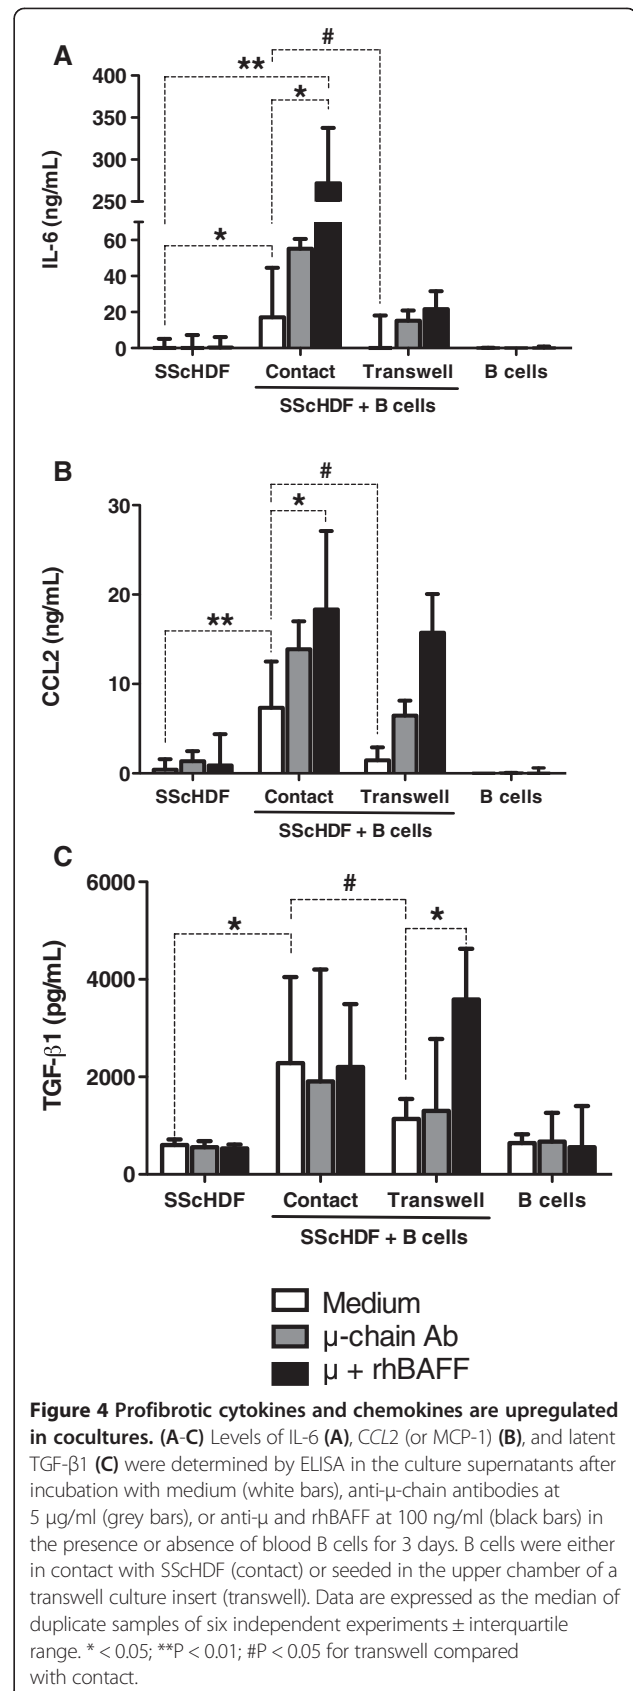 A
#
**
*
*
400
350
300
250
60
40
20
0
IL-6 (ng/mL)
SScHDF Contact Transwell B cells
SScHDF + B cells
B
#
*
**
30
20
10
0
CCL2 (ng/mL)
SScHDF Contact Transwell B cells
SScHDF + B cells
C
#
*
*
6000
4000
2000
0
TGF-β1 (pg/mL)
SScHDF Contact Transwell B cells
SScHDF + B cells
Medium
μ-chain Ab
μ + rhBAFF
Figure 4 Profibrotic cytokines and chemokines are upregulated
in cocultures. (A-C) Levels of IL-6 (A), CCL2 (or MCP-1) (B), and latent
TGF-β1 (C) were determined by ELISA in the culture supernatants after
incubation with medium (white bars), anti-μ-chain antibodies at
5 μg/ml (grey bars), or anti-μ and rhBAFF at 100 ng/ml (black bars) in
the presence or absence of blood B cells for 3 days. B cells were either
in contact with SScHDF (contact) or seeded in the upper chamber of a
transwell culture insert (transwell). Data are expressed as the median of
duplicate samples of six independent experiments ± interquartile
range. * < 0.05; **P < 0.01; #P < 0.05 for transwell compared
with contact.